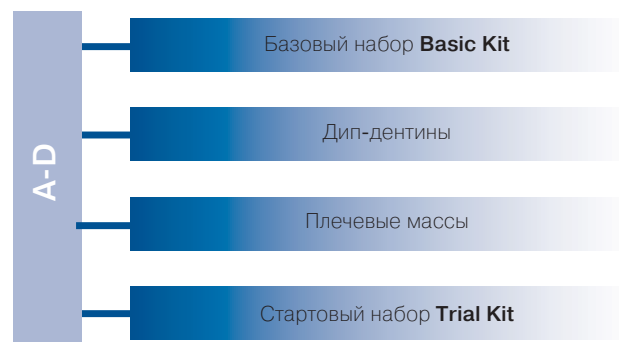 A-D
Базовый набор Basic Kit
Дип-дентины
Плечевые массы
Стартовый набор Trial Kit